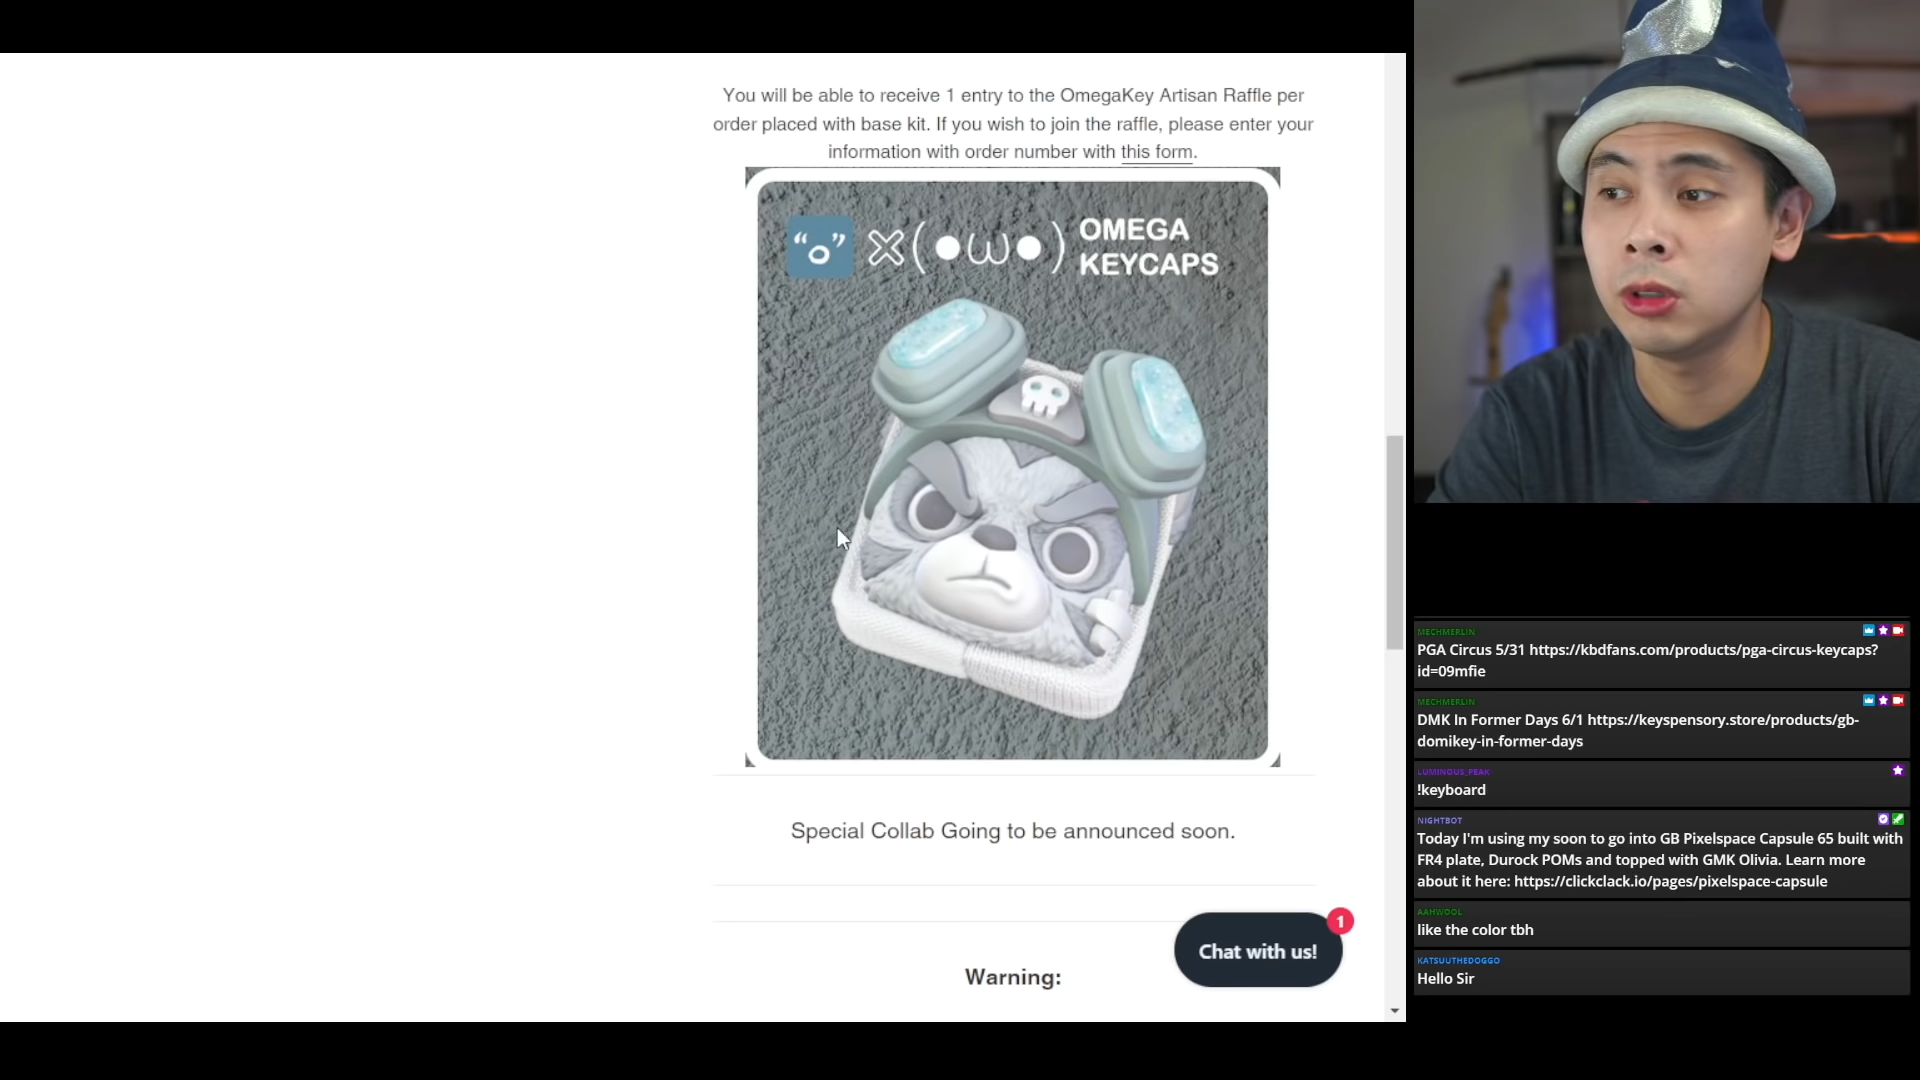 You will be able to receive 1 entry to the OmegaKey Artisan Raffle per
order placed with base kit. If you wish to join the raffle, please enter your
information with order number with this form.
“o” ×(●ω●) OMEGA
KEYCAPS
Special Collab Going to be announced soon.
1
Chat with us!
Warning:
MECHMERLIN
PGA Circus 5/31 https://kbdfans.com/products/pga-circus-keycaps?
id=09mfie
MECHMERLIN
DMK In Former Days 6/1 https://keyspensory.store/products/gb-
domikey-in-former-days
LUMINOUS_PEAK
!keyboard
NIGHTBOT
Today I'm using my soon to go into GB Pixelspace Capsule 65 built with
FR4 plate, Durock POMs and topped with GMK Olivia. Learn more
about it here: https://clickclack.io/pages/pixelspace-capsule
AAHWOOL
like the color tbh
KATSUUTHEDOGGO
Hello Sir